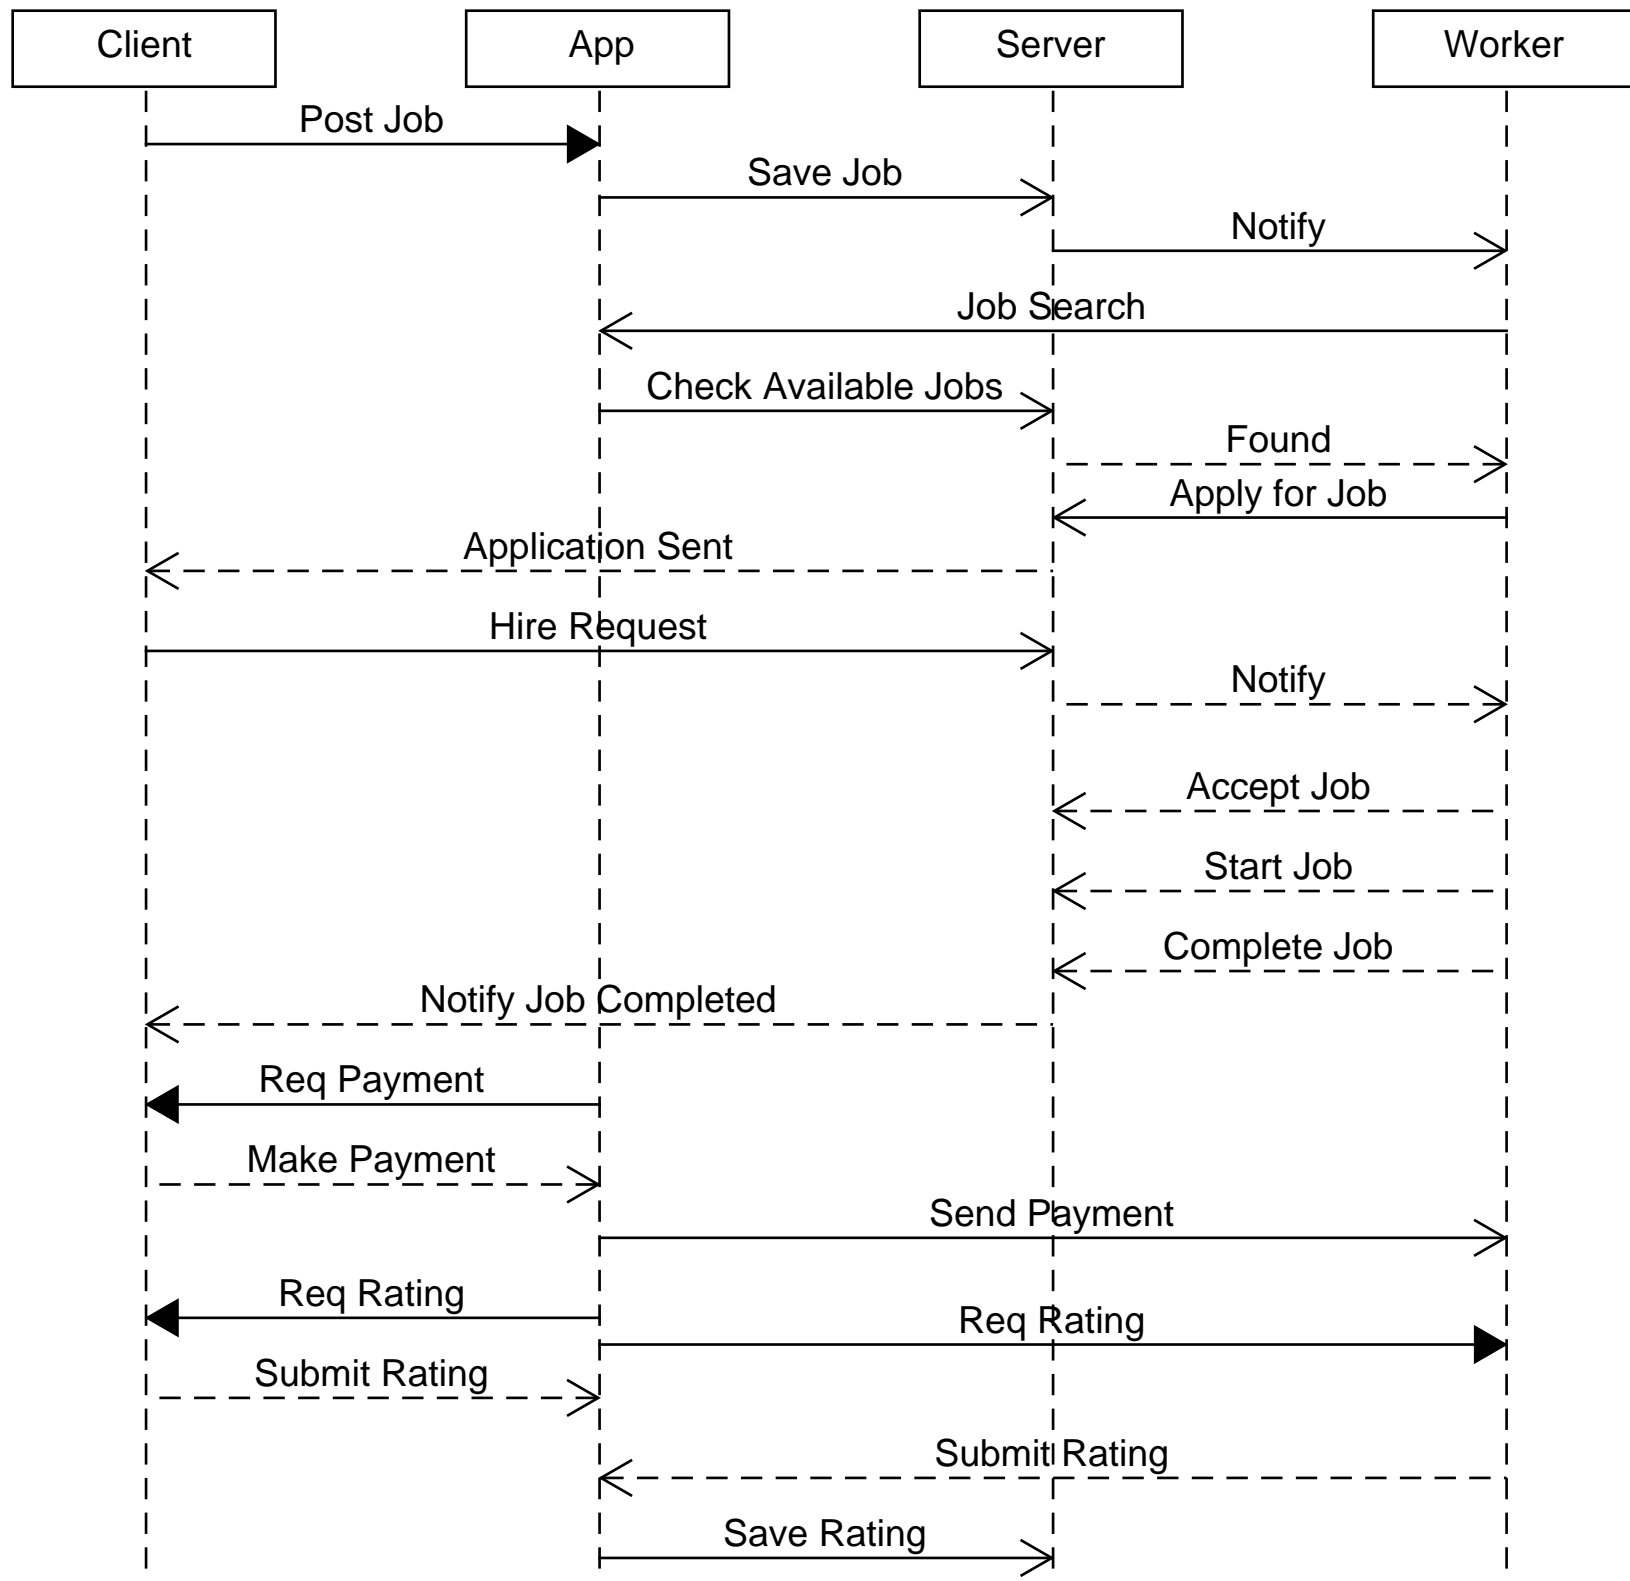 Client
App
Server
Worker
Post Job
Save Job
Notify
Job Search
Check Available Jobs
Found
Apply for Job
Application Sent
Hire Request
Notify
Accept Job
Start Job
Complete Job
Notify Job Completed
Req Payment
Make Payment
Send Payment
Req Rating
Req Rating
Submit Rating
Submit Rating
Save Rating